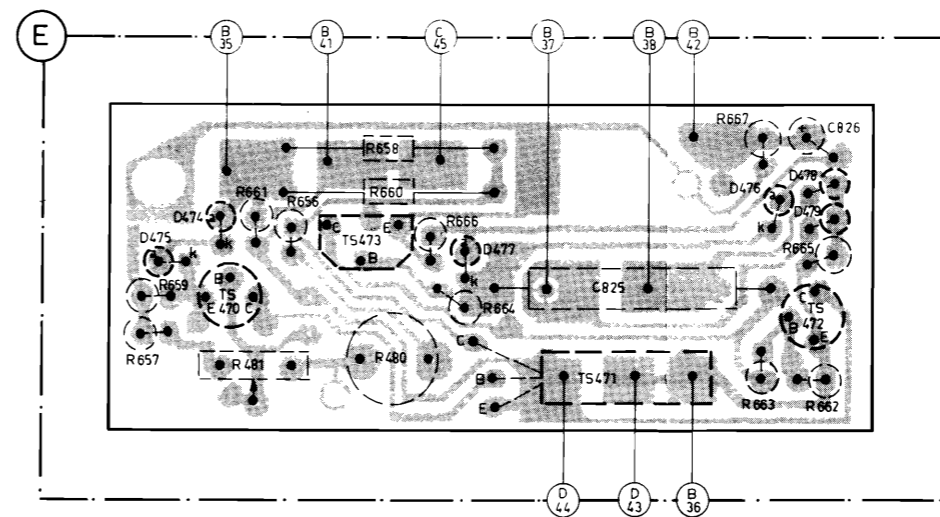 E
B 35
B 41
C 45
B 37
B 38
B 42
R667
C826
R658
D476
D478
R660
R661
R656
D479
D474
R666
D475
k
C
E
TS473
k
R665
k
D477
B
B
k
R659
TS 470
E
C
C825
C
TS 472
R664
B
E
R657
C
R481
R480
B
TS471
E
R663
R662
D 44
D 43
B 36